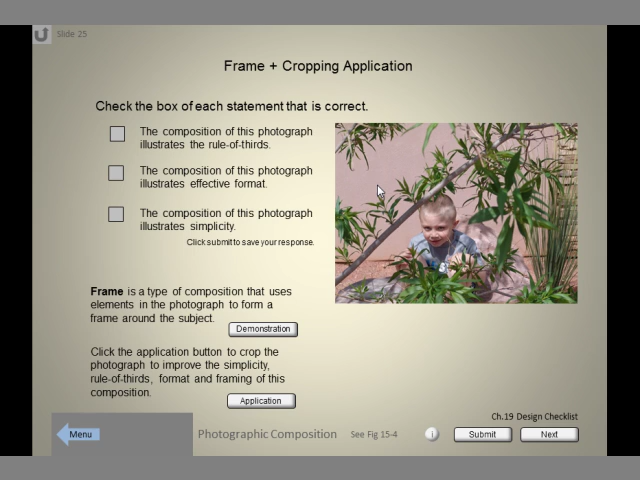 Slide 25
Frame + Cropping Application
Check the box of each statement that is correct.
The composition of this photograph
illustrates the rule-of-thirds.
The composition of this photograph
illustrates effective format.
The composition of this photograph
illustrates simplicity.
Click submit to save your response.
Frame is a type of composition that uses
elements in the photograph to form a
frame around the subject.
Demonstration
Click the application button to crop the
photograph to improve the simplicity,
rule-of-thirds, format and framing of this
composition.
Application
Ch.19 Design Checklist
Menu
Photographic Composition
See Fig 15-4
i
Submit
Next